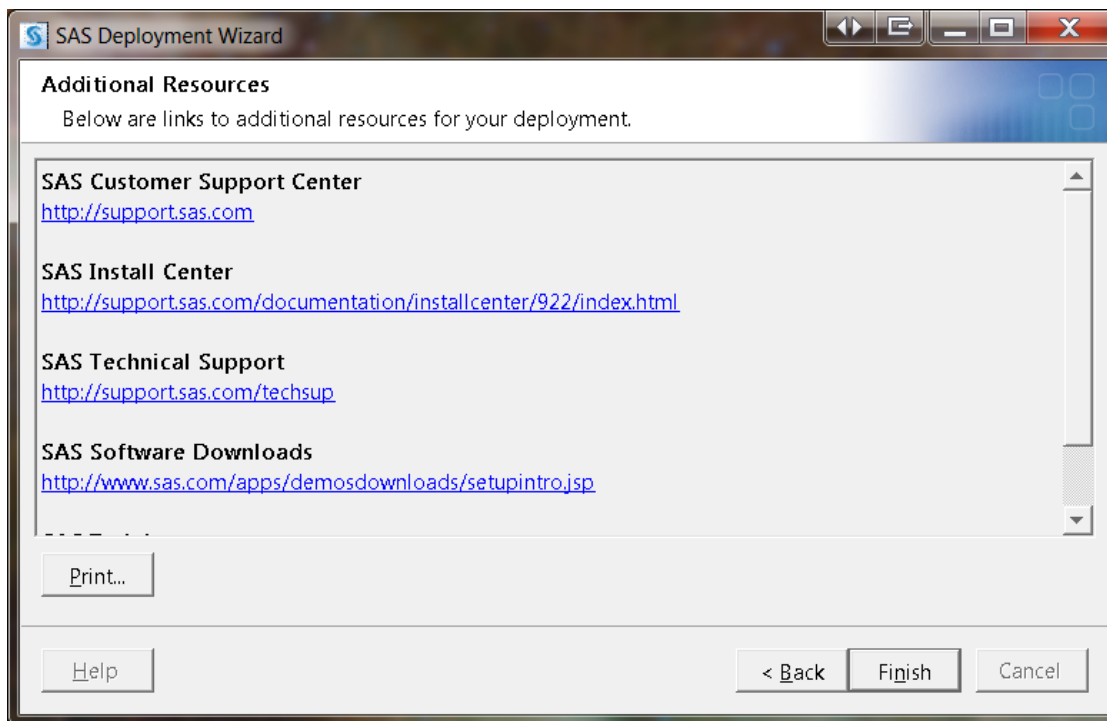 SAS Deployment Wizard
Additional Resources
Below are links to additional resources for your deployment.
SAS Customer Support Center
http://support.sas.com
SAS Install Center
http://support.sas.com/documentation/installcenter/922/index.html
SAS Technical Support
http://support.sas.com/techsup
SAS Software Downloads
http://www.sas.com/apps/demosdownloads/setupintro.jsp
Print...
Help
< Back
Finish
Cancel